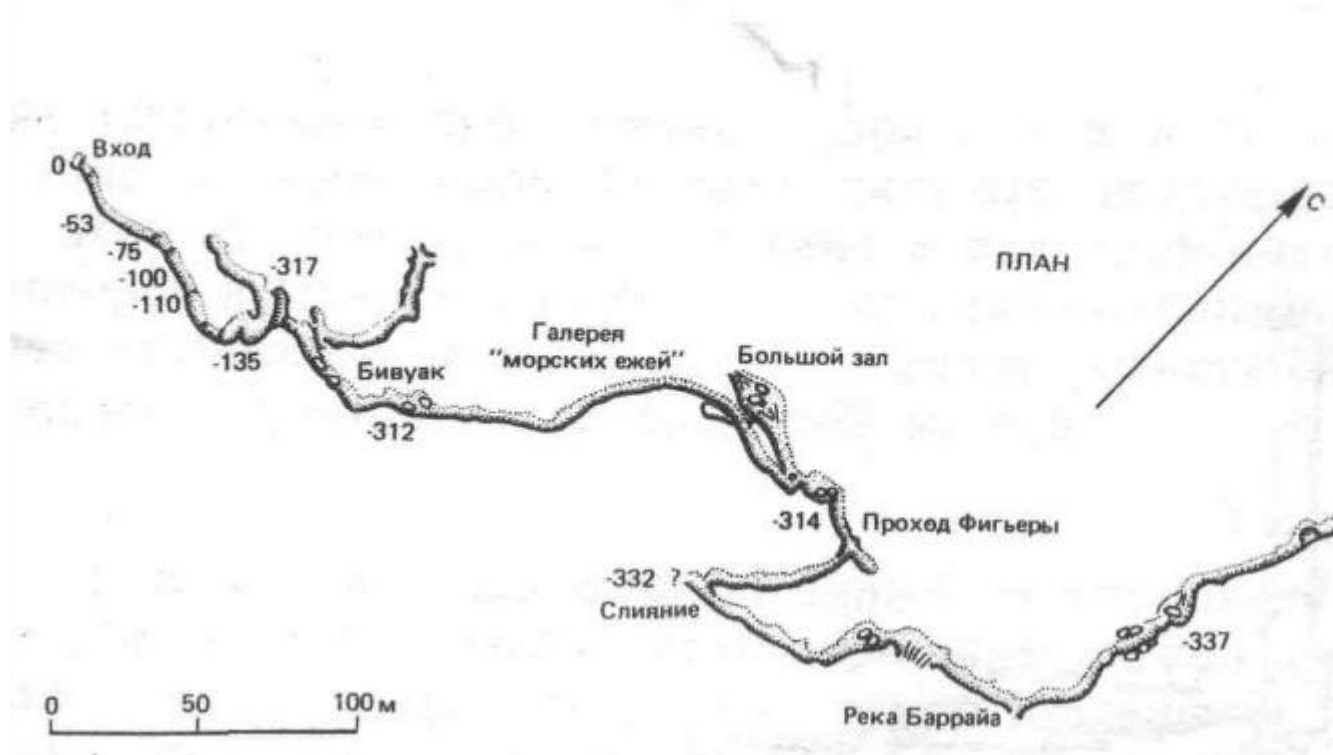 Вход
0
-53
-75
-100
-110
-135
-317
Бивуак
-312
Галерея
"морских ежей"
Большой зал
-314
Проход Фигьеры
-332 ?
Слияние
Река Баррайа
-337
ПЛАН
С
0 50 100 м